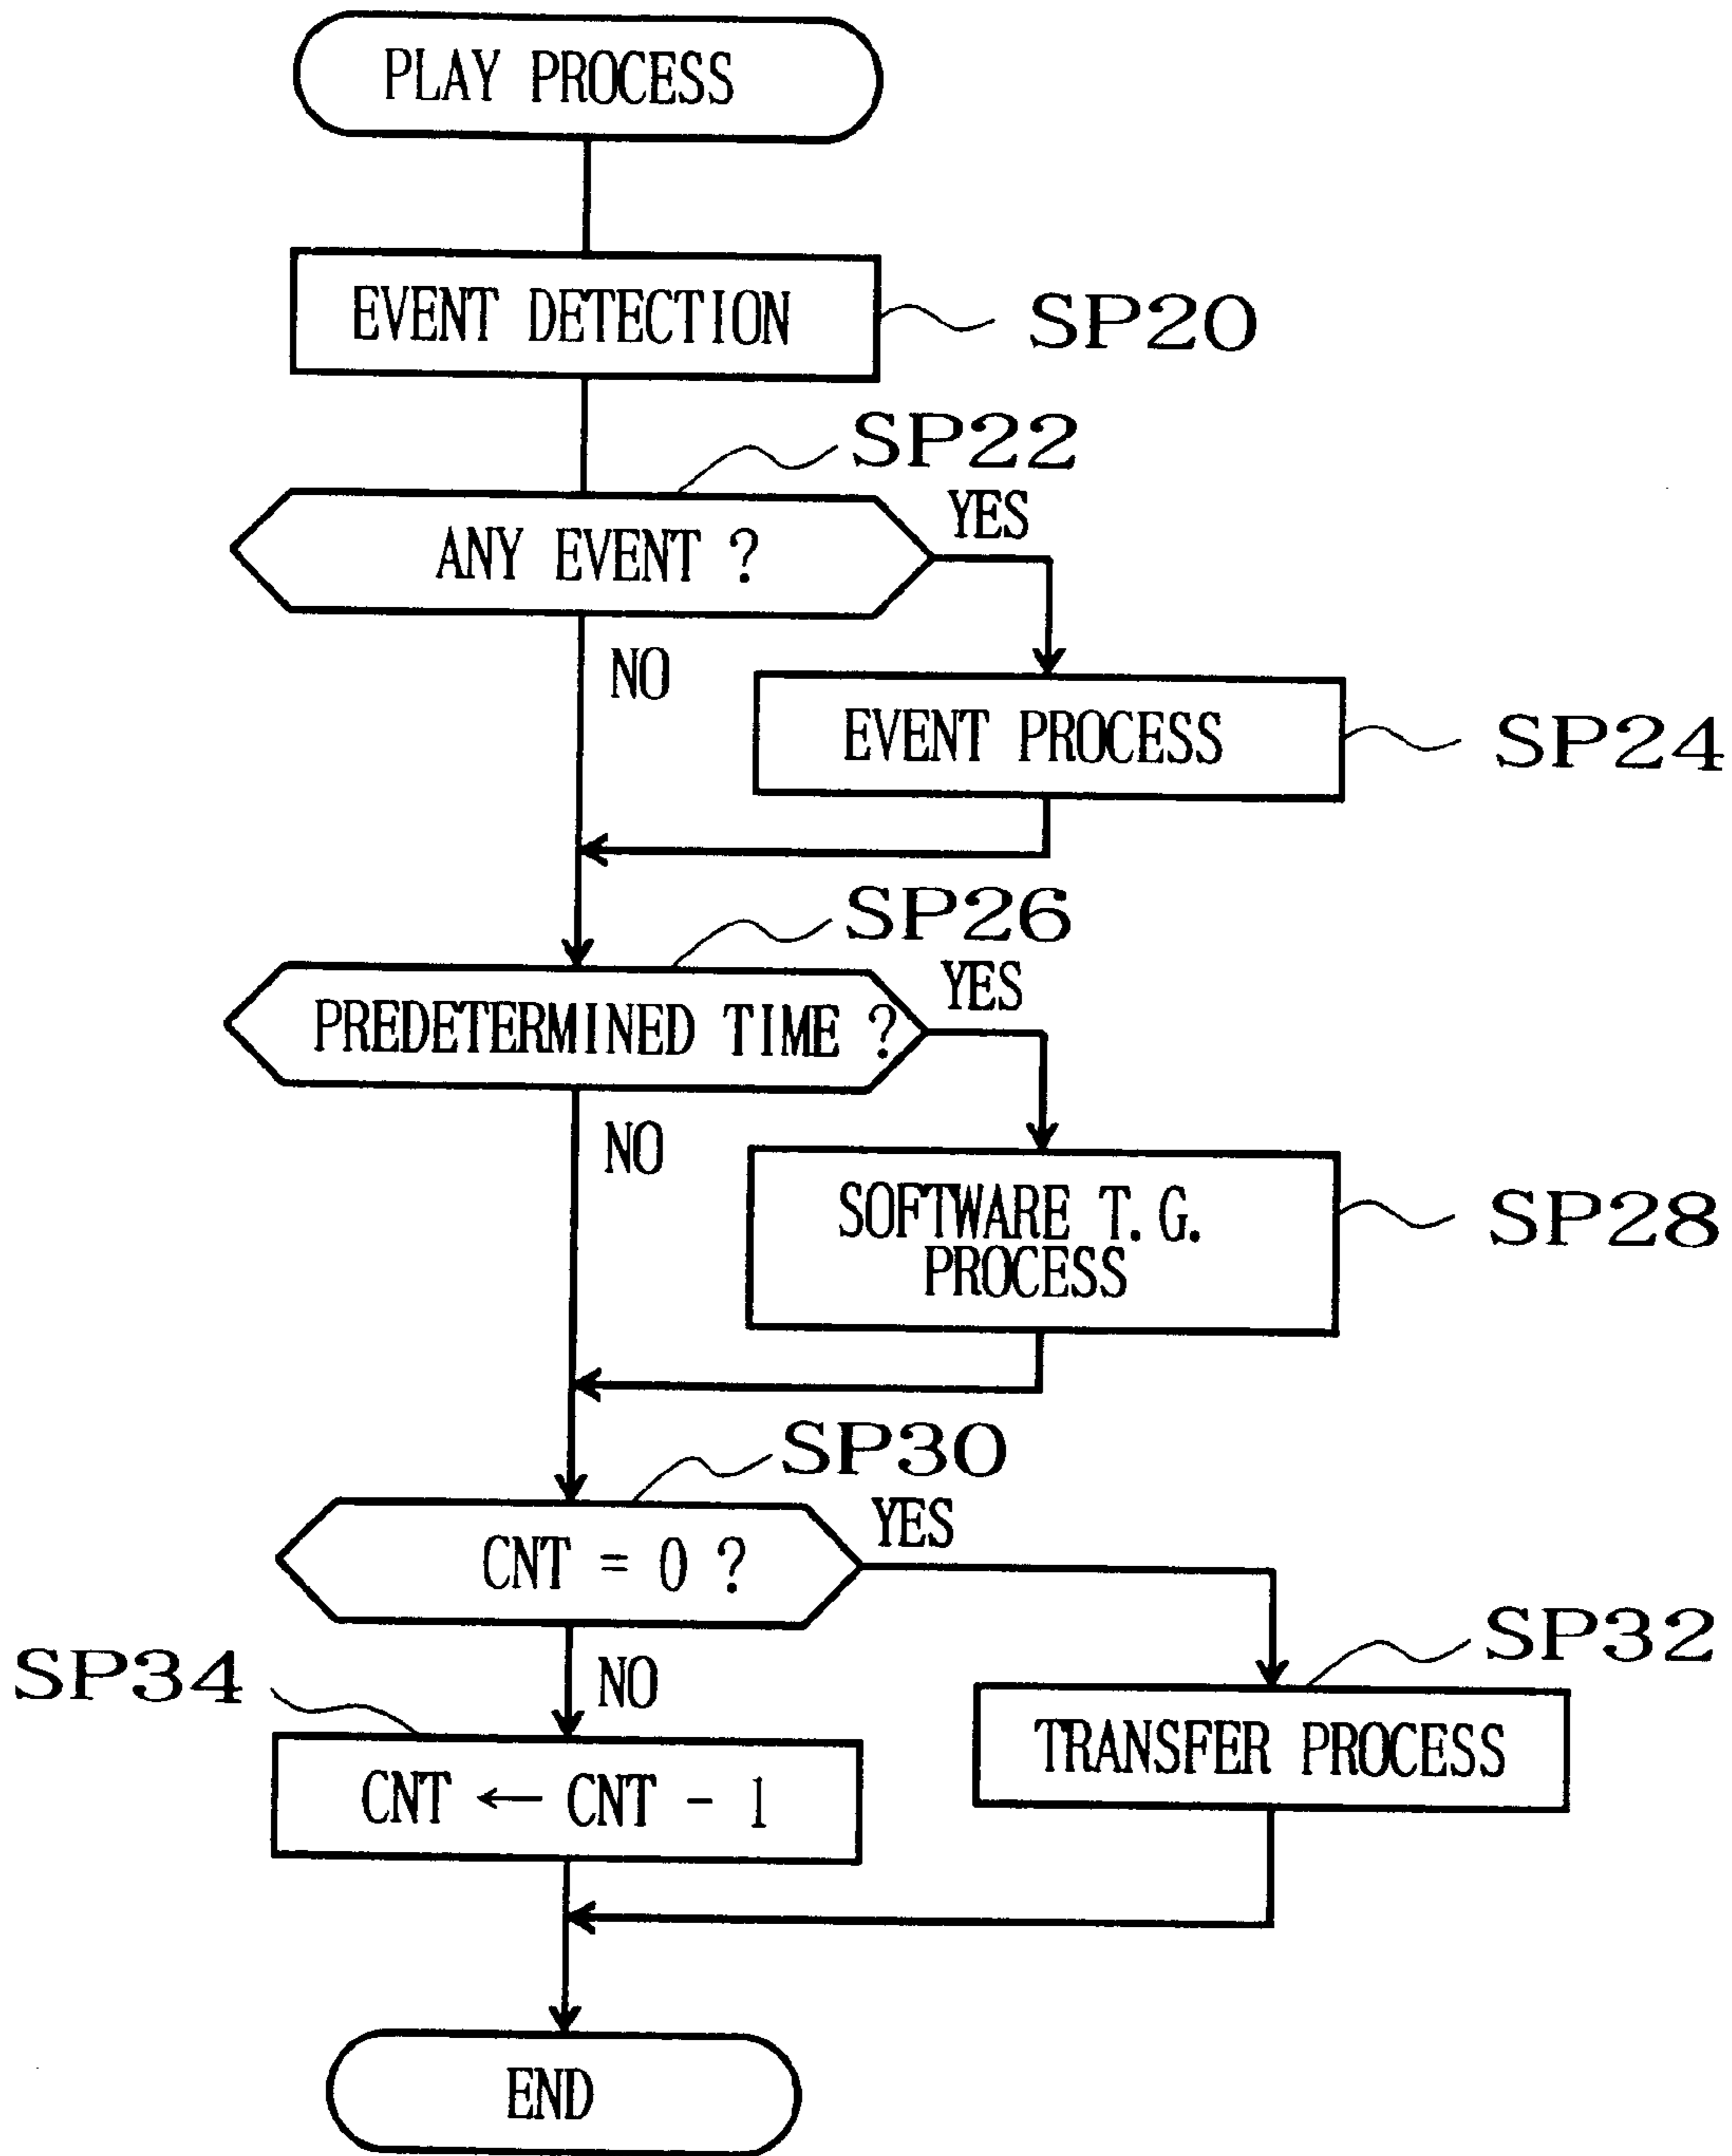 PLAY PROCESS
EVENT DETECTION
SP20
SP22
ANY EVENT ?
YES
NO
EVENT PROCESS
SP24
SP26
PREDETERMINED TIME ?
YES
NO
SOFTWARE T. G.
PROCESS
SP28
SP30
CNT = 0 ?
YES
SP34
NO
SP32
TRANSFER PROCESS
CNT ← CNT - 1
END